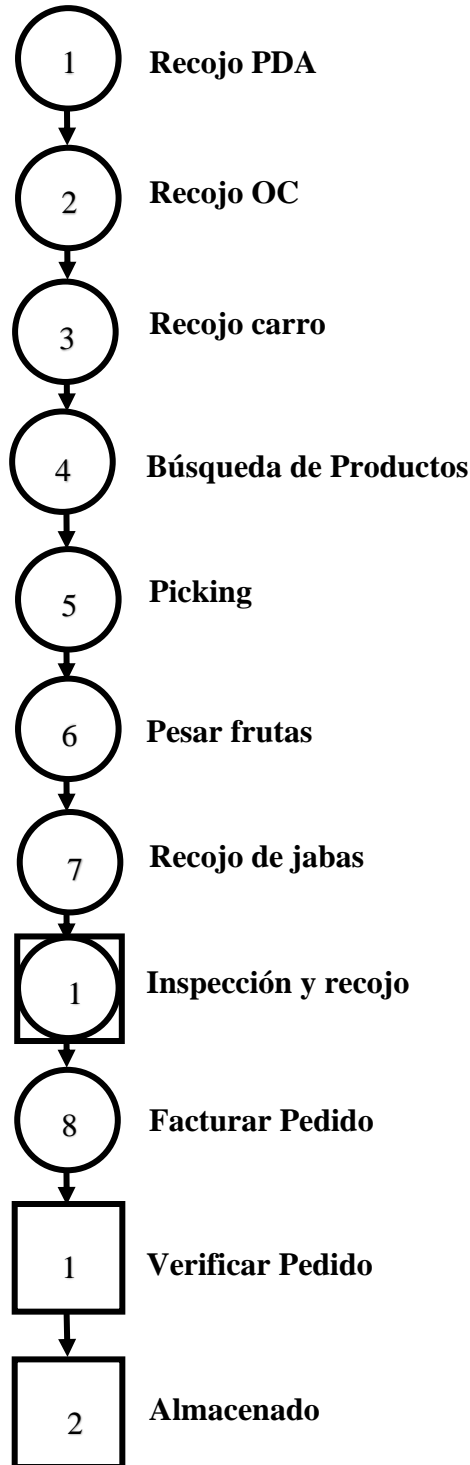 1 Recojo PDA
2 Recojo OC
3 Recojo carro
4 Búsqueda de Productos
5 Picking
6 Pesar frutas
7 Recojo de jabas
1 Inspección y recojo
8 Facturar Pedido
1 Verificar Pedido
2 Almacenado